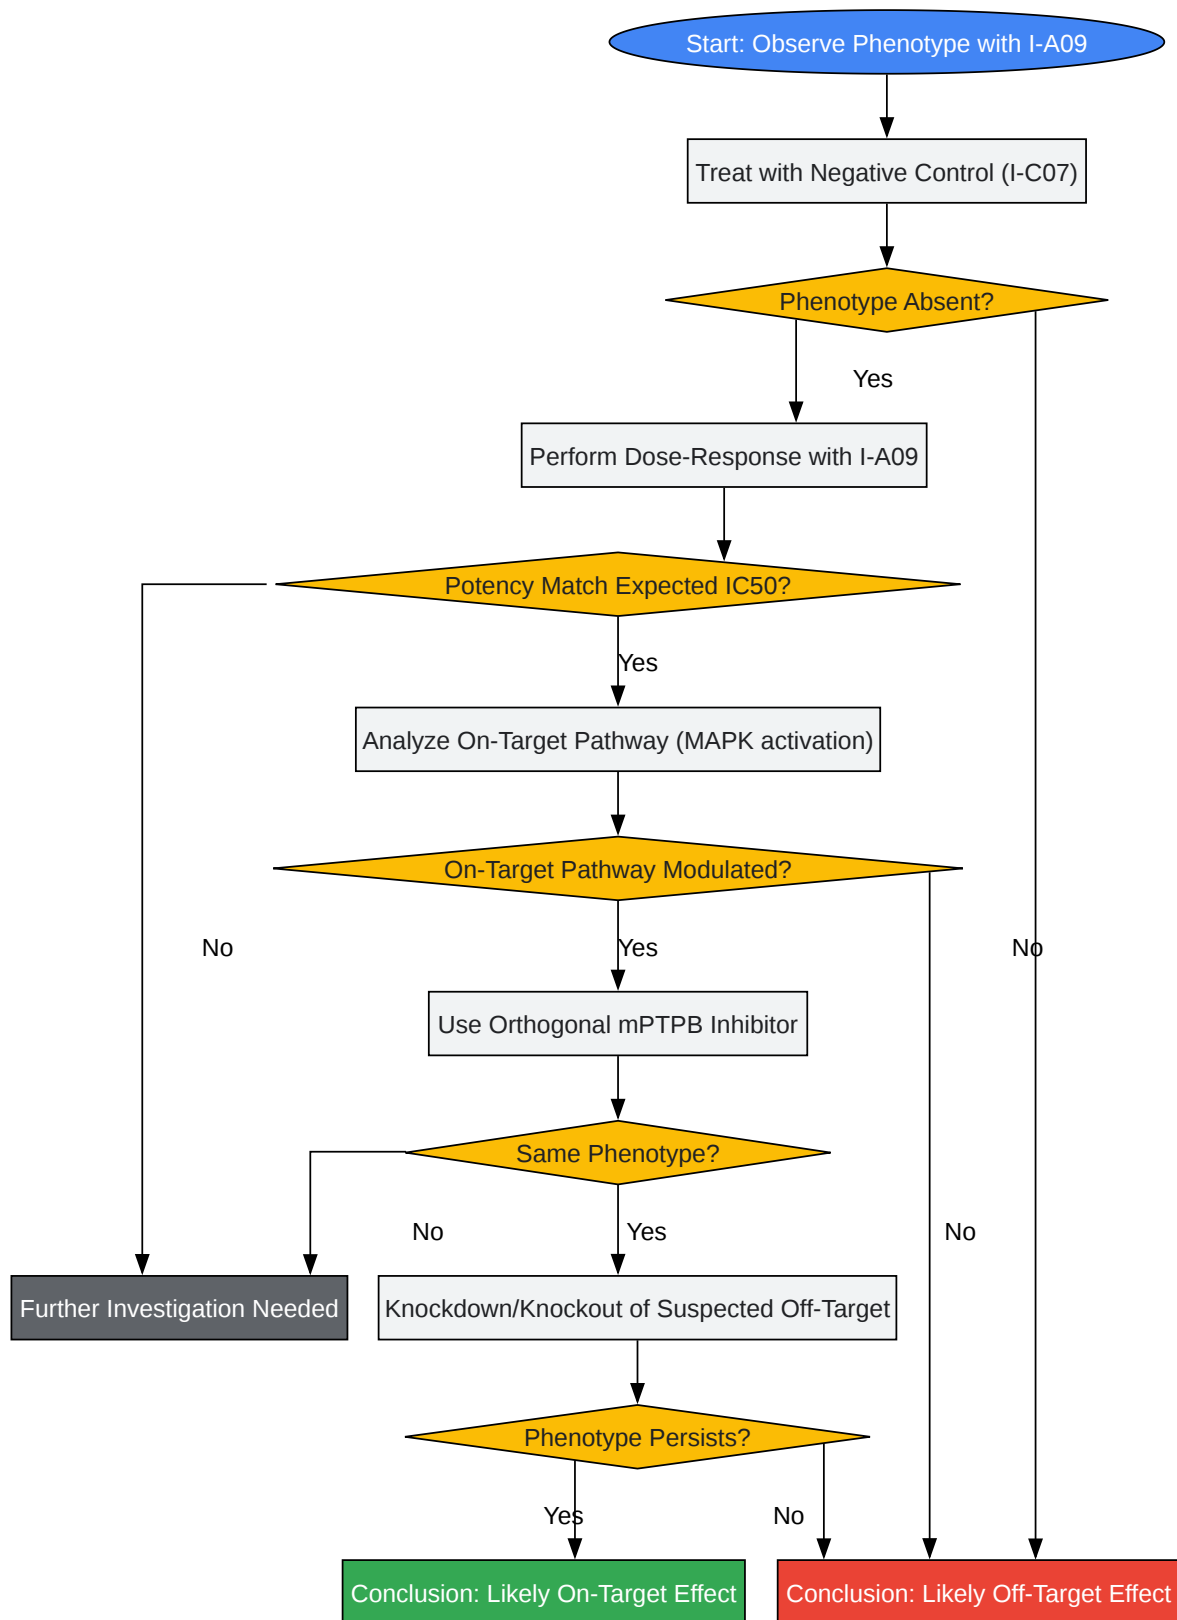 Start: Observe Phenotype with I-A09
Treat with Negative Control (I-C07)
Phenotype Absent?
Yes
Perform Dose-Response with I-A09
Potency Match Expected IC50?
Yes
Analyze On-Target Pathway (MAPK activation)
On-Target Pathway Modulated?
No
Yes
No
Use Orthogonal mPTPB Inhibitor
Same Phenotype?
No
Yes
No
Further Investigation Needed
Knockdown/Knockout of Suspected Off-Target
Phenotype Persists?
Yes
No
Conclusion: Likely On-Target Effect
Conclusion: Likely Off-Target Effect